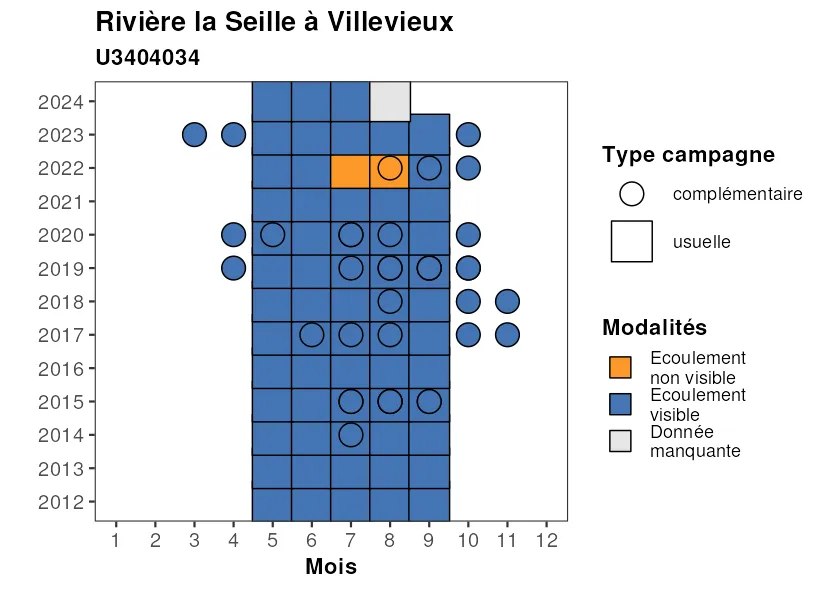 Rivière la Seille à Villevieux
U3404034
2024
2023
2022
2021
2020
2019
2018
2017
2016
2015
2014
2013
2012
1 2 3 4 5 6 7 8 9 10 11 12
Mois
Type campagne
complémentaire
usuelle
Modalités
Ecoulement
non visible
Ecoulement
visible
Donnée
manquante